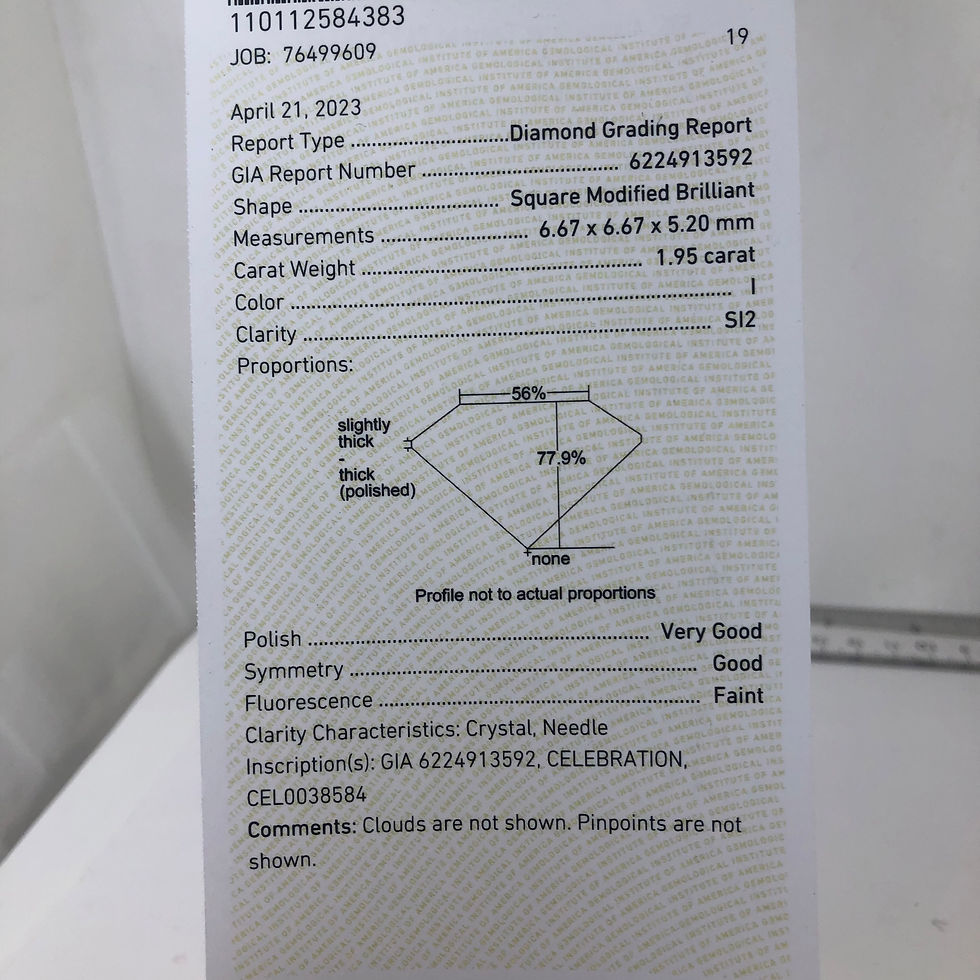 110112584383
19
JOB: 76499609
April 21, 2023
Report Type ........................ Diamond Grading Report
GIA Report Number .............................. 6224913592
Shape .............................. Square Modified Brilliant
Measurements ...................... 6.67 x 6.67 x 5.20 mm
Carat Weight .......................................... 1.95 carat
Color ................................................................ I
Clarity ............................................................ SI2
Proportions:
56%
slightly
thick
-
thick
(polished)
77.9%
none
Profile not to actual proportions
Polish .................................................... Very Good
Symmetry .................................................... Good
Fluorescence ................................................ Faint
Clarity Characteristics: Crystal, Needle
Inscription(s): GIA 6224913592, CELEBRATION,
CEL0038584
Comments: Clouds are not shown. Pinpoints are not
shown.